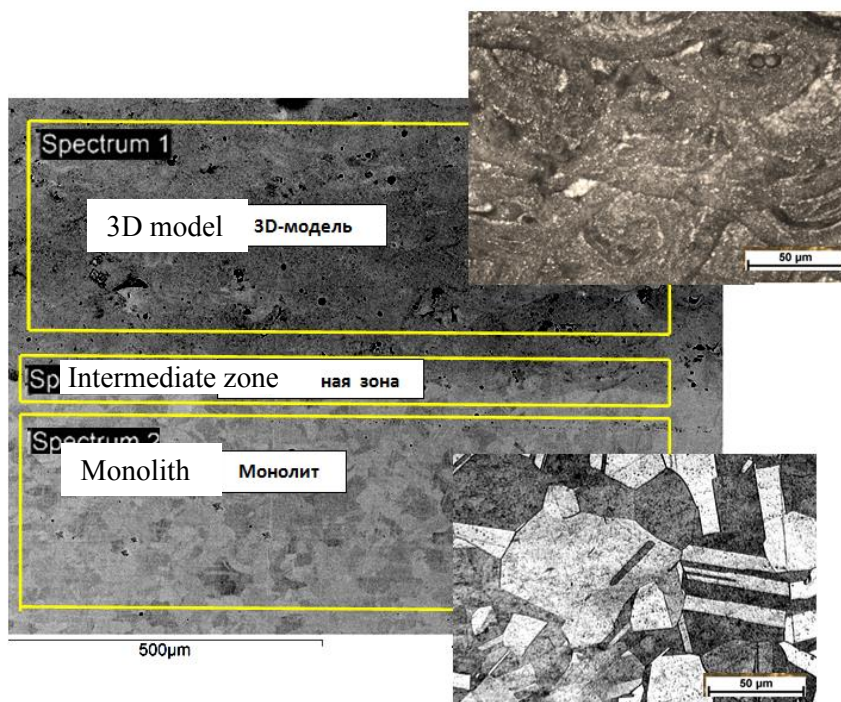 Spectrum 1
3D model
3D-модель
50 µm
Sp
Intermediate zone
ная зона
Spectrum 2
Monolith
Монолит
500µm
50 µm